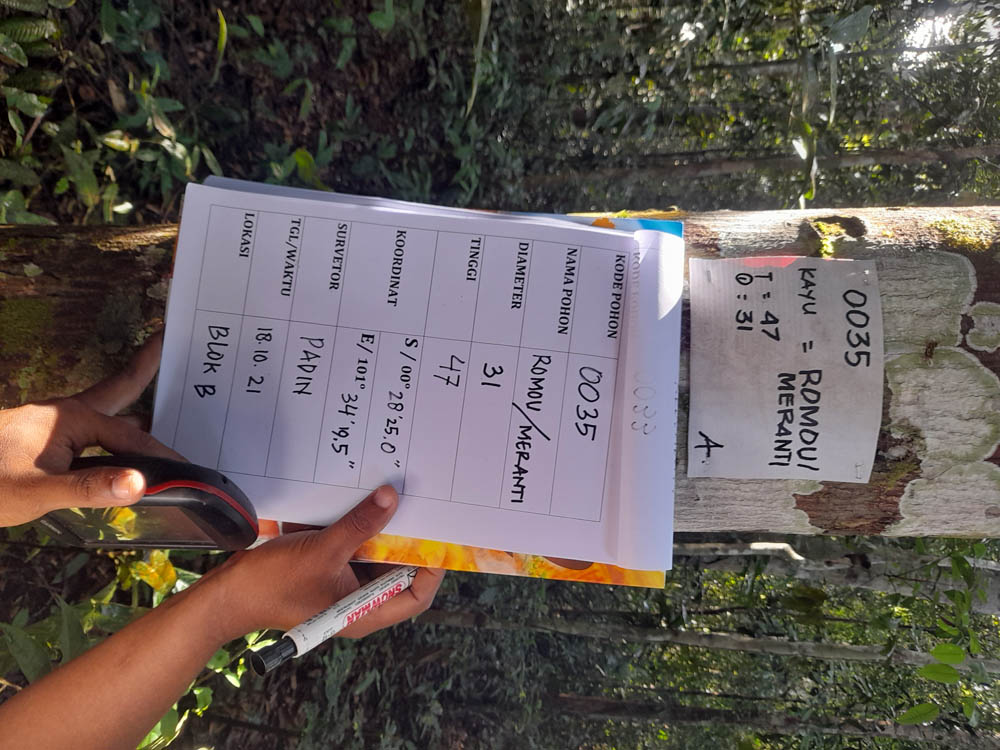 0035
KAYU = ROMOU/
MERANTI
T = 47
Ø : 31
A.
0033
KODE POHON 0035
NAMA POHON ROMOU/MERANTI
DIAMETER 31
TINGGI 47
KOORDINAT S / 00° 28'25.0"
E/ 101° 34'19.5"
SURVETOR PADIN
TGL/WAKTU 18.10.21
LOKASI BLOK B
SNOWMAN